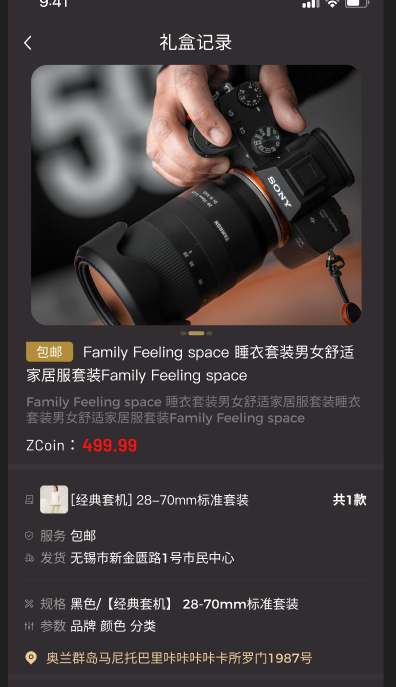 9:41
礼盒记录
SONY
TAMRON
包邮 Family Feeling space 睡衣套装男女舒适
家居服套装Family Feeling space
Family Feeling space 睡衣套装男女舒适家居服套装睡衣
套装男女舒适家居服套装Family Feeling space
ZCoin：499.99
[经典套机] 28-70mm标准套装 共1款
服务 包邮
发货 无锡市新金匮路1号市民中心
规格 黑色/【经典套机】 28-70mm标准套装
参数 品牌 颜色 分类
奥兰群岛马尼托巴里咔咔咔咔卡所罗门1987号